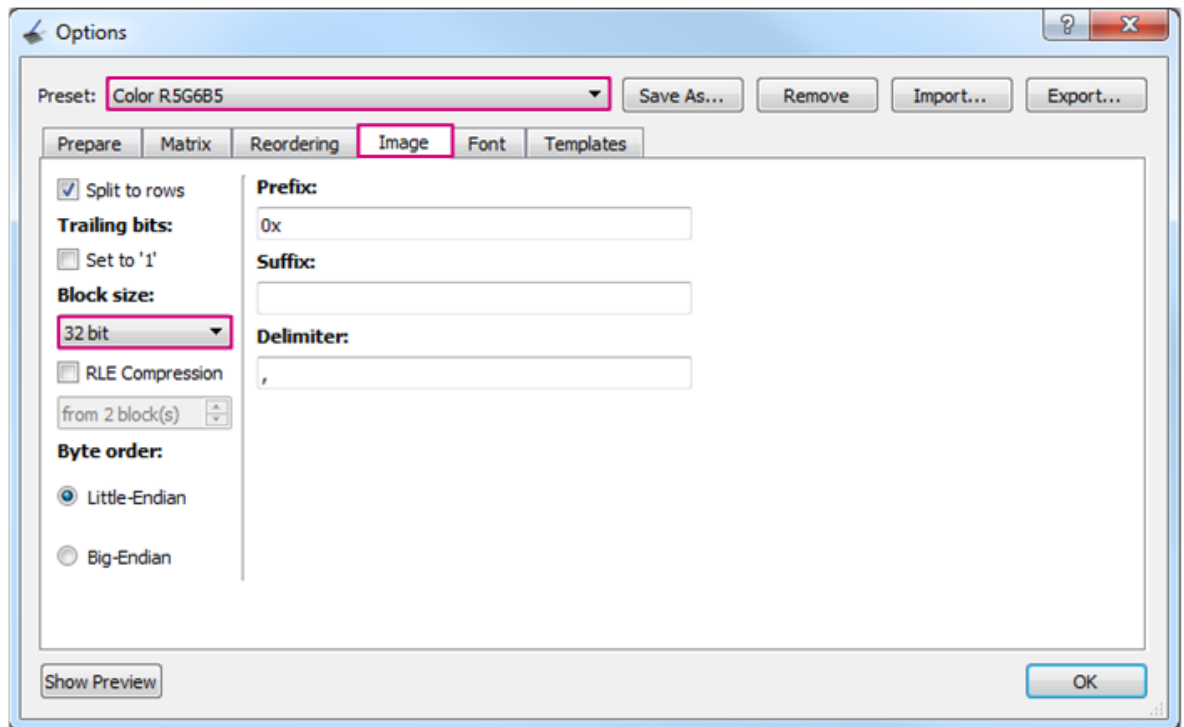 Options
Preset: Color R5G6B5 Save As... Remove Import... Export...
Prepare Matrix Reordering Image Font Templates
Split to rows
Trailing bits:
Set to '1'
Block size:
32 bit
RLE Compression
from 2 block(s)
Byte order:
Little-Endian
Big-Endian
Prefix:
0x
Suffix:
Delimiter:
,
Show Preview OK